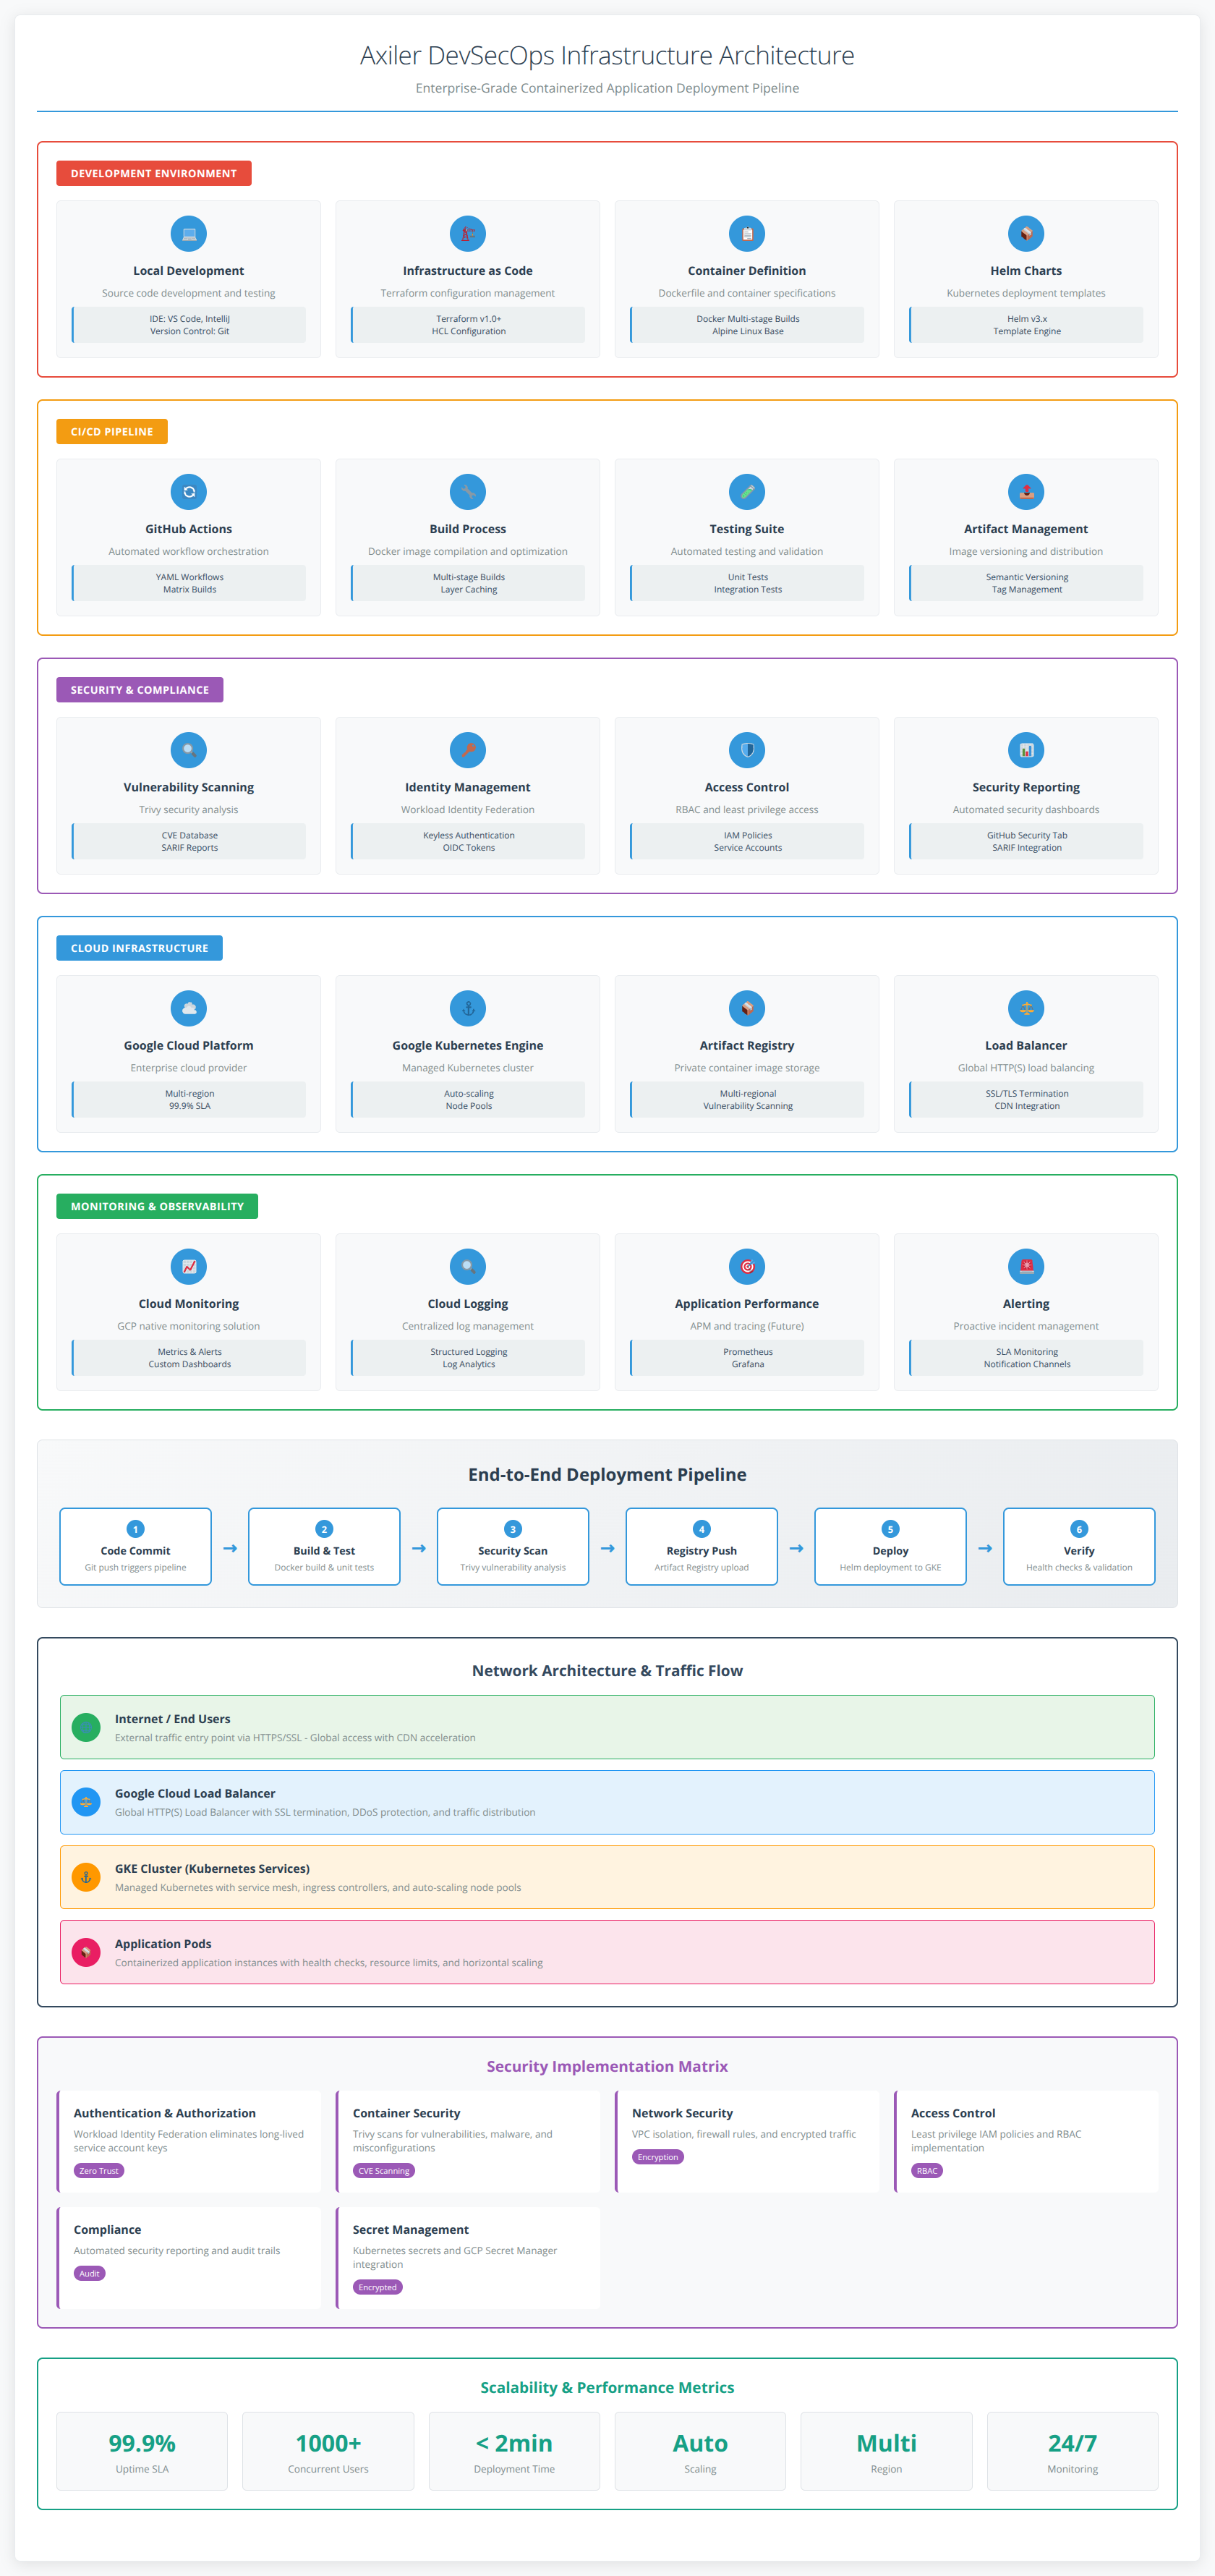 Axiler DevSecOps Infrastructure Architecture
Enterprise-Grade Containerized Application Deployment Pipeline
DEVELOPMENT ENVIRONMENT
Local Development
Source code development and testing
IDE: VS Code, IntelliJ
Version Control: Git
Infrastructure as Code
Terraform configuration management
Terraform v1.0+
HCL Configuration
Container Definition
Dockerfile and container specifications
Docker Multi-stage Builds
Alpine Linux Base
Helm Charts
Kubernetes deployment templates
Helm v3.x
Template Engine
CI/CD PIPELINE
GitHub Actions
Automated workflow orchestration
YAML Workflows
Matrix Builds
Build Process
Docker image compilation and optimization
Multi-stage Builds
Layer Caching
Testing Suite
Automated testing and validation
Unit Tests
Integration Tests
Artifact Management
Image versioning and distribution
Semantic Versioning
Tag Management
SECURITY & COMPLIANCE
Vulnerability Scanning
Trivy security analysis
CVE Database
SARIF Reports
Identity Management
Workload Identity Federation
Keyless Authentication
OIDC Tokens
Access Control
RBAC and least privilege access
IAM Policies
Service Accounts
Security Reporting
Automated security dashboards
GitHub Security Tab
SARIF Integration
CLOUD INFRASTRUCTURE
Google Cloud Platform
Enterprise cloud provider
Multi-region
99.9% SLA
Google Kubernetes Engine
Managed Kubernetes cluster
Auto-scaling
Node Pools
Artifact Registry
Private container image storage
Multi-regional
Vulnerability Scanning
Load Balancer
Global HTTP(S) load balancing
SSL/TLS Termination
CDN Integration
MONITORING & OBSERVABILITY
Cloud Monitoring
GCP native monitoring solution
Metrics & Alerts
Custom Dashboards
Cloud Logging
Centralized log management
Structured Logging
Log Analytics
Application Performance
APM and tracing (Future)
Prometheus
Grafana
Alerting
Proactive incident management
SLA Monitoring
Notification Channels
End-to-End Deployment Pipeline
1
Code Commit
Git push triggers pipeline
→
2
Build & Test
Docker build & unit tests
→
3
Security Scan
Trivy vulnerability analysis
→
4
Registry Push
Artifact Registry upload
→
5
Deploy
Helm deployment to GKE
→
6
Verify
Health checks & validation
Network Architecture & Traffic Flow
Internet / End Users
External traffic entry point via HTTPS/SSL - Global access with CDN acceleration
Google Cloud Load Balancer
Global HTTP(S) Load Balancer with SSL termination, DDoS protection, and traffic distribution
GKE Cluster (Kubernetes Services)
Managed Kubernetes with service mesh, ingress controllers, and auto-scaling node pools
Application Pods
Containerized application instances with health checks, resource limits, and horizontal scaling
Security Implementation Matrix
Authentication & Authorization
Workload Identity Federation eliminates long-lived
service account keys
Zero Trust
Container Security
Trivy scans for vulnerabilities, malware, and
misconfigurations
CVE Scanning
Network Security
VPC isolation, firewall rules, and encrypted traffic
Encryption
Access Control
Least privilege IAM policies and RBAC
implementation
RBAC
Compliance
Automated security reporting and audit trails
Audit
Secret Management
Kubernetes secrets and GCP Secret Manager
integration
Encrypted
Scalability & Performance Metrics
99.9%
Uptime SLA
1000+
Concurrent Users
< 2min
Deployment Time
Auto
Scaling
Multi
Region
24/7
Monitoring